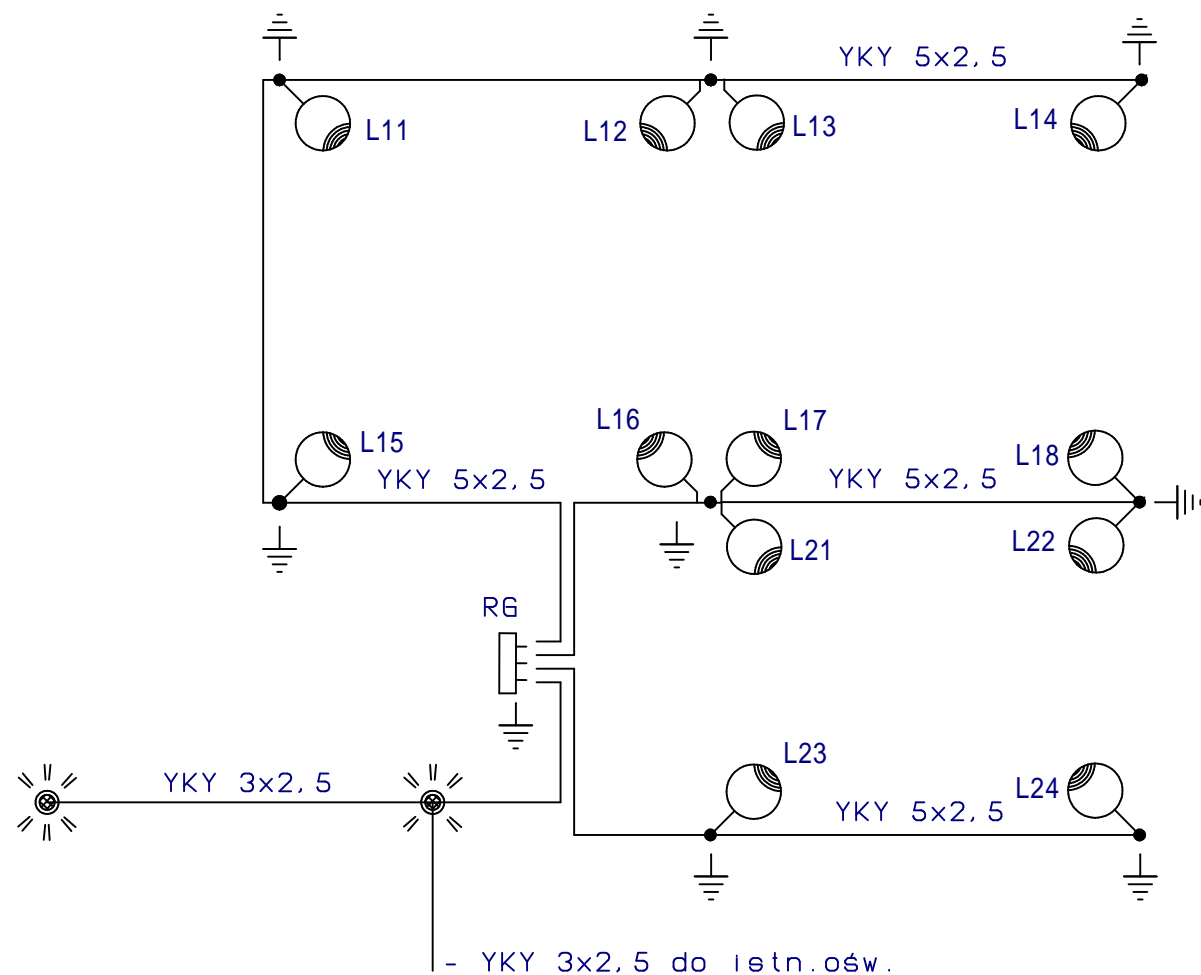 YKY 5x2,5
L11
L12
L13
L14
L15
L16
L17
L18
YKY 5x2,5
YKY 5x2,5
L21
L22
RG
L23
L24
YKY 3x2,5
YKY 5x2,5
- YKY 3x2,5 do istn.ośw.